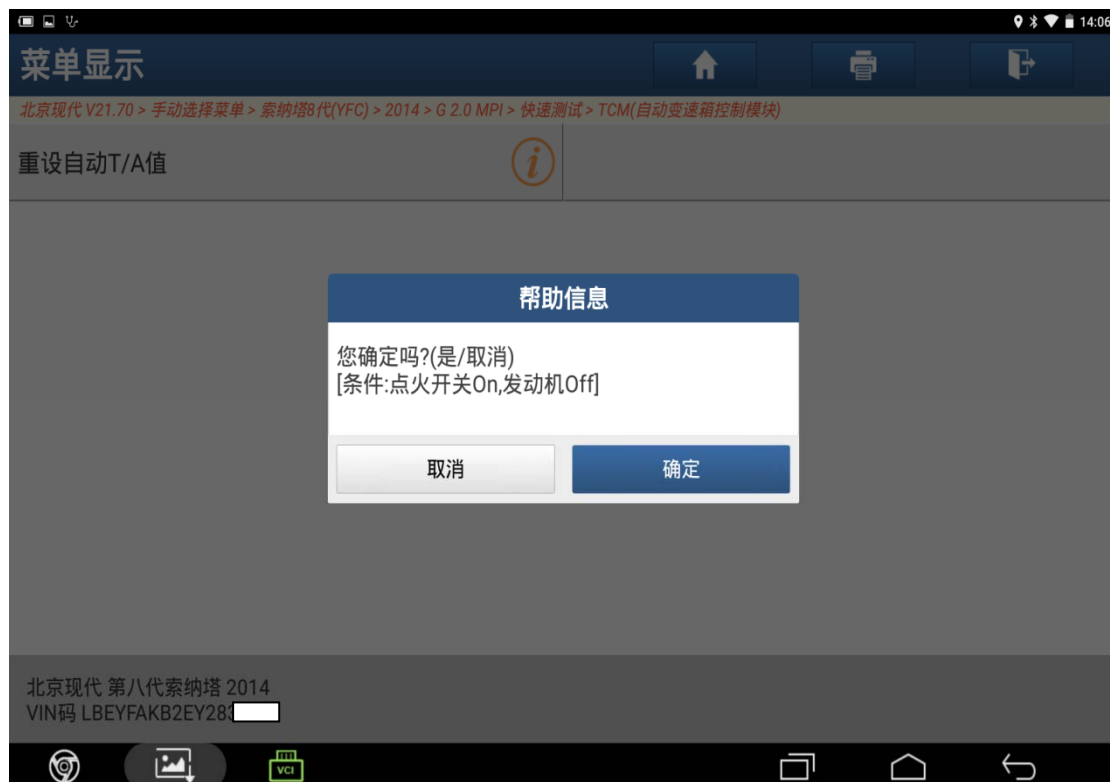 14:06
菜单显示
北京现代 V21.70 > 手动选择菜单 > 索纳塔8代(YFC) > 2014 > G 2.0 MPI > 快速测试 > TCM(自动变速箱控制模块)
重设自动T/A值
i
帮助信息
您确定吗?(是/取消)
[条件:点火开关On,发动机Off]
取消
确定
北京现代 第八代索纳塔 2014
VIN码 LBEYFAKB2EY283
VCI